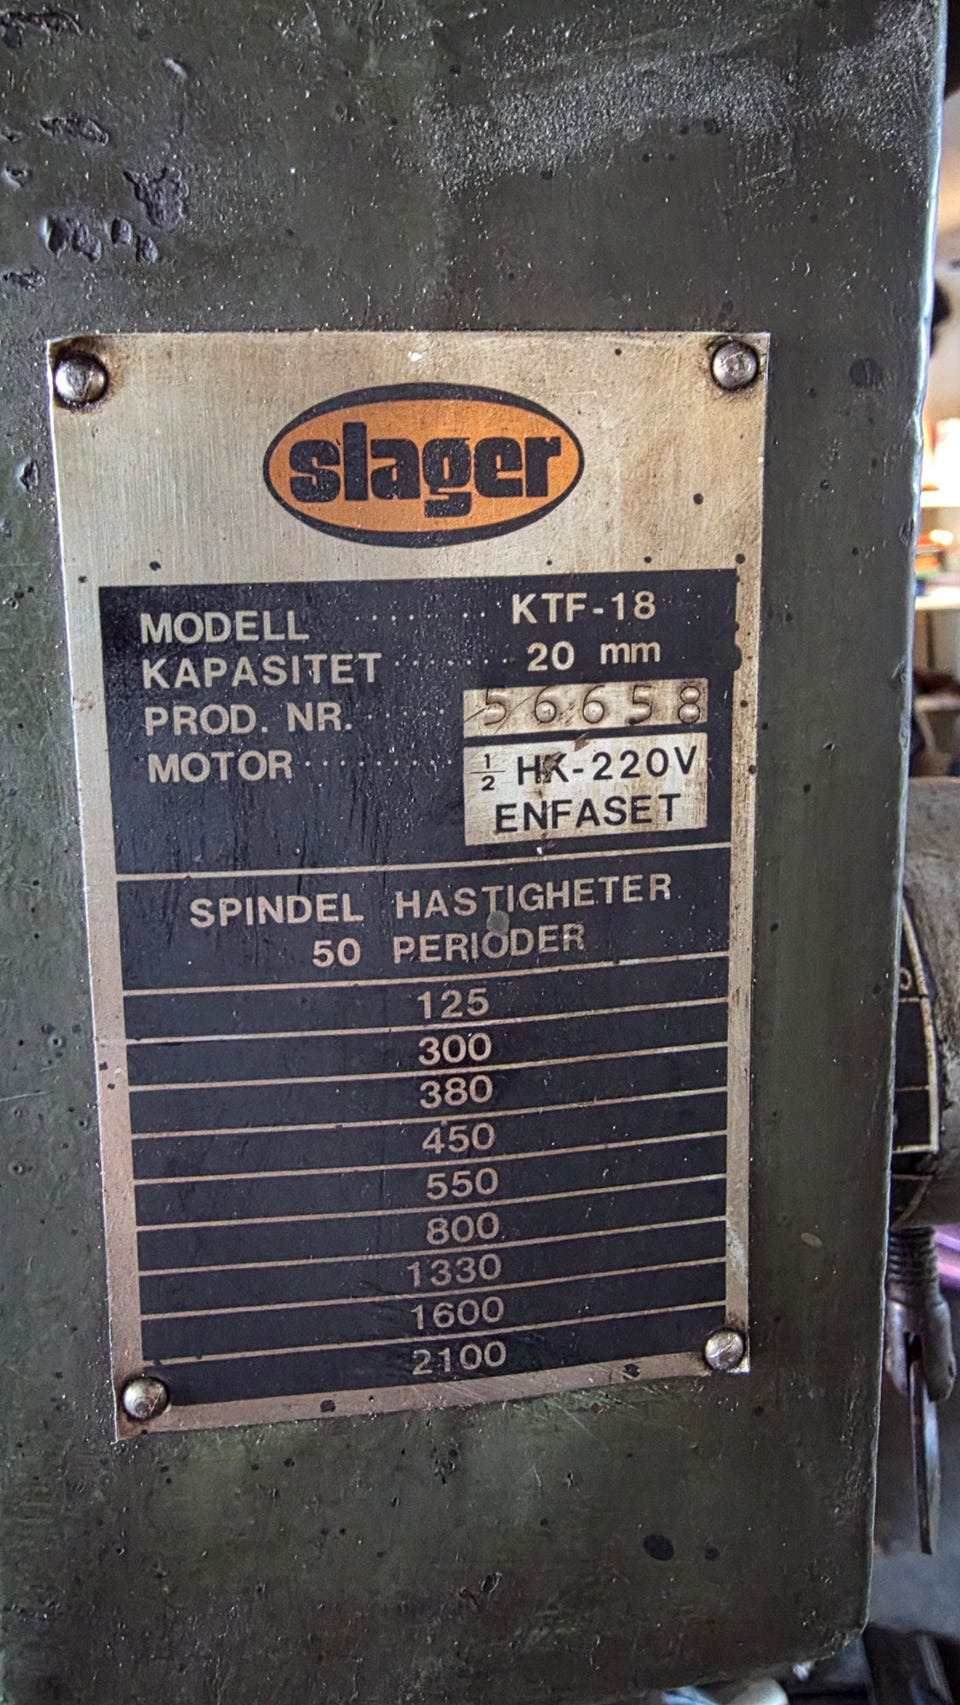 slager
MODELL ........ KTF-18
KAPASITET ....... 20 mm
PROD. NR. ...... 56658
MOTOR ......... 1/2 HK-220V
ENFASET
SPINDEL HASTIGHETER
50 PERIODER
125
300
380
450
550
800
1330
1600
2100